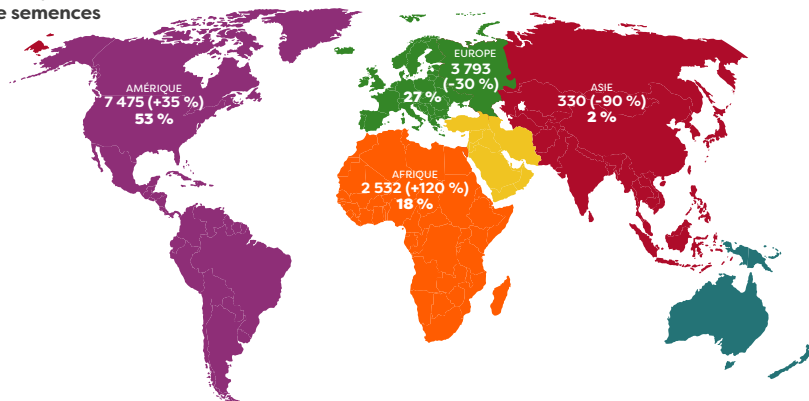 e semences
AMÉRIQUE
7 475 (+35 %)
53 %
EUROPE
3 793
(-30 %)
27 %
ASIE
330 (-90 %)
2 %
AFRIQUE
2 532 (+120 %)
18 %